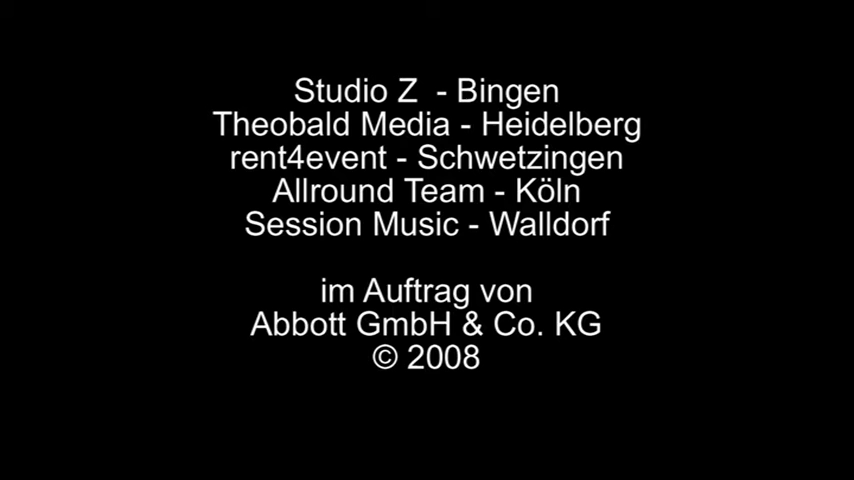 Studio Z - Bingen
Theobald Media - Heidelberg
rent4event - Schwetzingen
Allround Team - Köln
Session Music - Walldorf
im Auftrag von
Abbott GmbH & Co. KG
© 2008